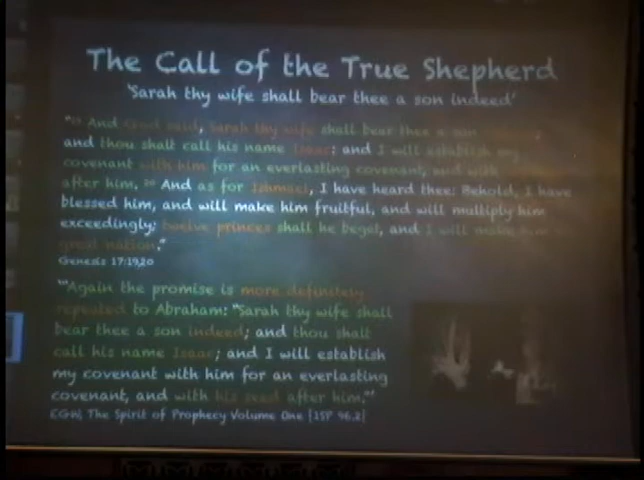 The Call of the True Shepherd
'Sarah thy wife shall bear thee a son indeed'
"¹⁹ And God said, Sarah thy wife shall bear thee a son
and thou shalt call his name Isaac: and I will establish my
covenant with him for an everlasting covenant, and with
after him. ²⁰ And as for Ishmael, I have heard thee: Behold, I have
blessed him, and will make him fruitful, and will multiply him
exceedingly; twelve princes shall he beget, and I will make him
great nation."
Genesis 17:19,20
"'Again the promise is more definitely
repeated to Abraham: "Sarah thy wife shall
bear thee a son indeed; and thou shalt
call his name Isaac; and I will establish
my covenant with him for an everlasting
covenant, and with his seed after him."'
EGW, The Spirit of Prophecy Volume One [1SP 96.2]